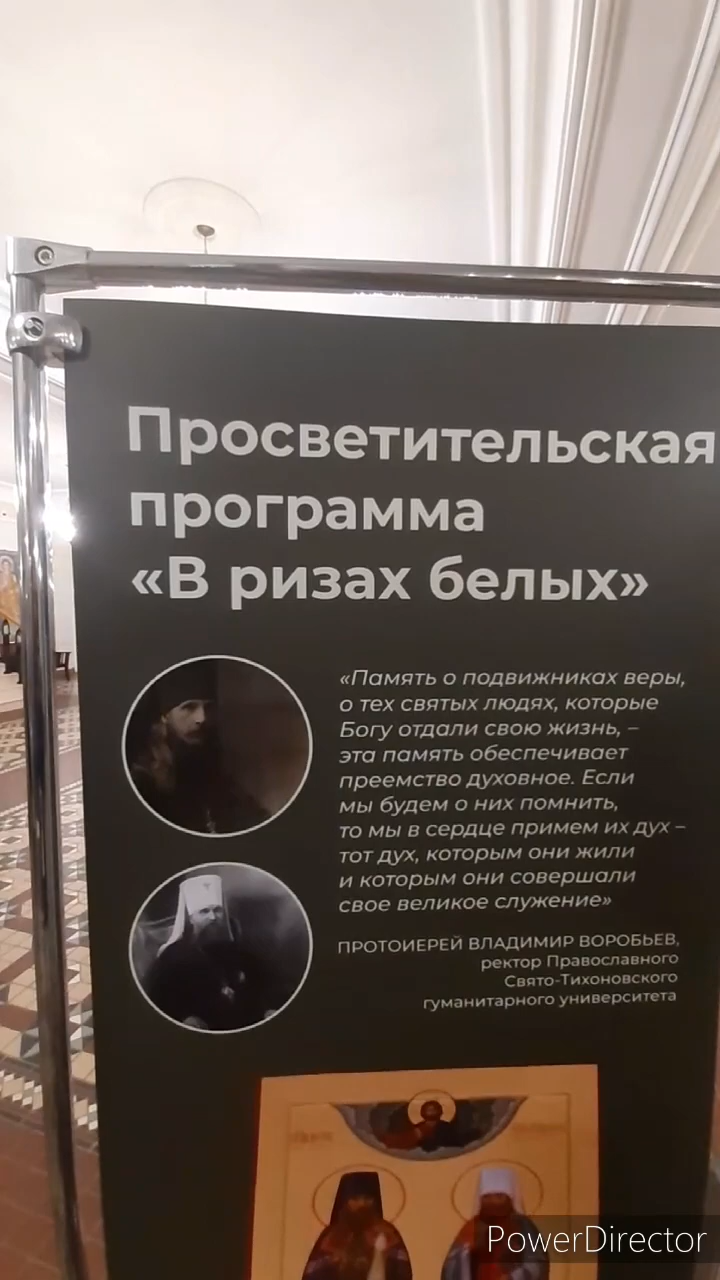 Просветительская
программа
«В ризах белых»
«Память о подвижниках веры,
о тех святых людях, которые
Богу отдали свою жизнь, –
эта память обеспечивает
преемство духовное. Если
мы будем о них помнить,
то мы в сердце примем их дух –
тот дух, которым они жили
и которым они совершали
свое великое служение»
ПРОТОИЕРЕЙ ВЛАДИМИР ВОРОБЬЕВ,
ректор Православного
Свято-Тихоновского
гуманитарного университета
PowerDirector